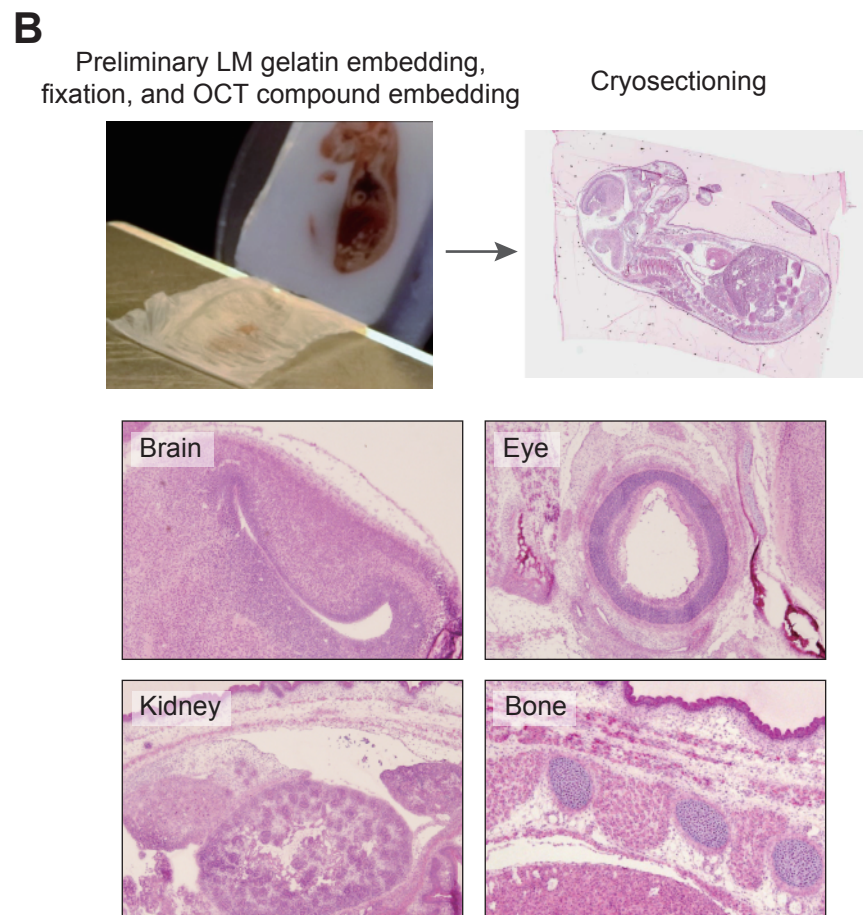 B
Preliminary LM gelatin embedding,
fixation, and OCT compound embedding
Cryosectioning
Brain
Eye
Kidney
Bone